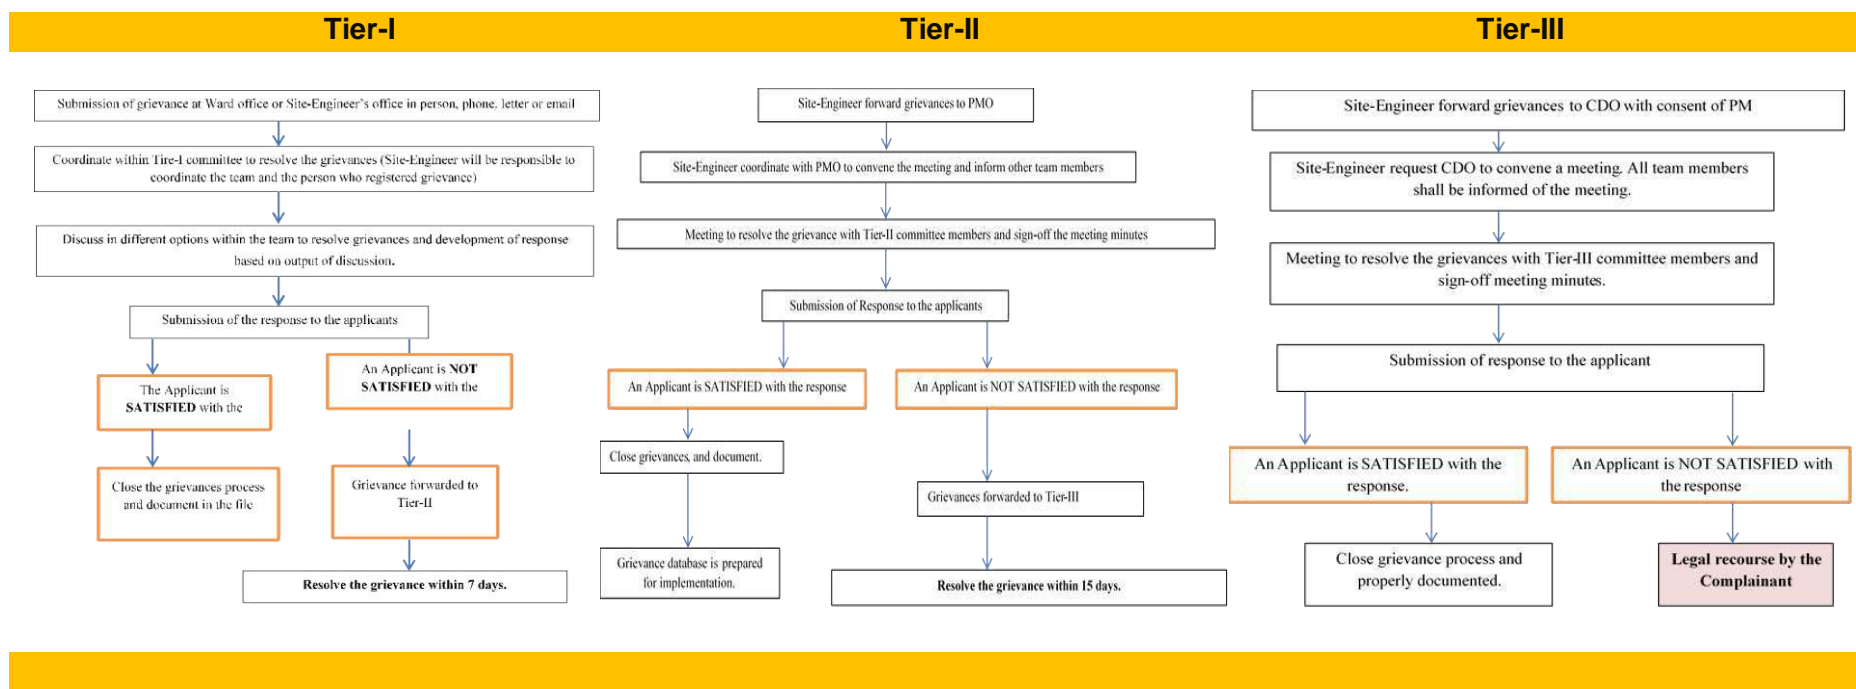 Tier-I
Tier-II
Tier-III
Submission of grievance at Ward office or Site-Engineer's office in person, phone, letter or email
Coordinate within Tire-I committee to resolve the grievances (Site-Engineer will be responsible to
coordinate the team and the person who registered grievance)
Discuss in different options within the team to resolve grievances and development of response
based on output of discussion.
Submission of the response to the applicants
The Applicant is
SATISFIED with the
An Applicant is NOT
SATISFIED with the
Close the grievances process
and document in the file
Grievance forwarded to
Tier-II
Resolve the grievance within 7 days.
Site-Engineer forward grievances to PMO
Site-Engineer coordinate with PMO to convene the meeting and inform other team members
Meeting to resolve the grievance with Tier-II committee members and sign-off the meeting minutes
Submission of Response to the applicants
An Applicant is SATISFIED with the response
An Applicant is NOT SATISFIED with the response
Close grievances, and document.
Grievances forwarded to Tier-III
Grievance database is prepared
for implementation.
Resolve the grievance within 15 days.
Site-Engineer forward grievances to CDO with consent of PM
Site-Engineer request CDO to convene a meeting. All team members
shall be informed of the meeting.
Meeting to resolve the grievances with Tier-III committee members and
sign-off meeting minutes.
Submission of response to the applicant
An Applicant is SATISFIED with the
response.
An Applicant is NOT SATISFIED with
the response
Close grievance process and
properly documented.
Legal recourse by the
Complainant